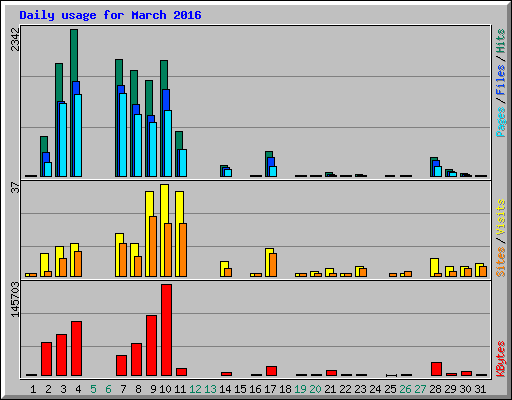 Daily usage for March 2016
2342
Pages / Files / Hits
37
Sites / Visits
145703
KBytes
1 2 3 4 5 6 7 8 9 10 11 12 13 14 15 16 17 18 19 20 21 22 23 24 25 26 27 28 29 30 31